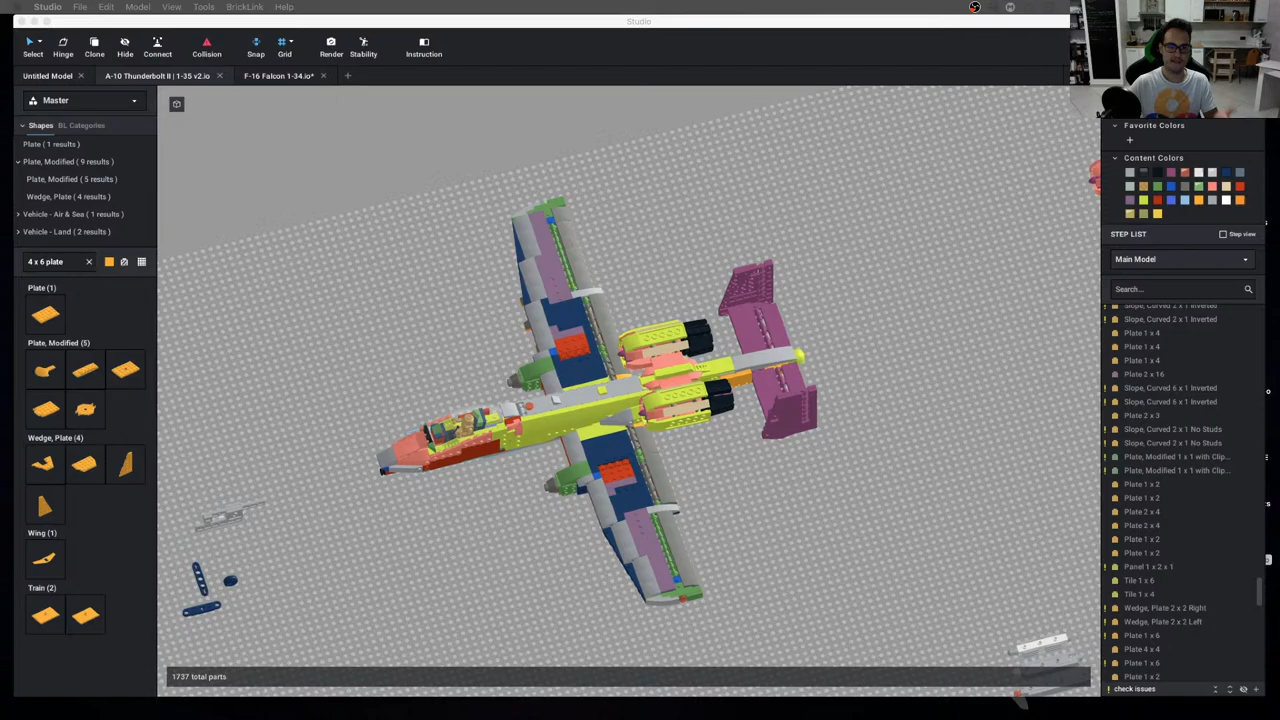 Studio File Edit Model View Tools BrickLink Help
Studio
Select Hinge Clone Hide Connect Collision Snap Grid Render Stability Instruction
Untitled Model A-10 Thunderbolt II | 1-35 v2.io F-16 Falcon 1-34.io*
Master
Shapes BL Categories
Plate ( 1 results )
Plate, Modified ( 9 results )
Plate, Modified ( 5 results )
Wedge, Plate ( 4 results )
Vehicle - Air & Sea ( 1 results )
Vehicle - Land ( 2 results )
4 x 6 plate
Plate (1)
Plate, Modified (5)
Wedge, Plate (4)
Wing (1)
Train (2)
1737 total parts
Favorite Colors
Content Colors
STEP LIST Step view
Main Model
Search...
Slope, Curved 2 x 1 Inverted
Slope, Curved 2 x 1 Inverted
Plate 1 x 4
Plate 1 x 4
Plate 1 x 4
Plate 2 x 16
Slope, Curved 6 x 1 Inverted
Slope, Curved 6 x 1 Inverted
Plate 2 x 3
Slope, Curved 2 x 1 No Studs
Slope, Curved 2 x 1 No Studs
Plate, Modified 1 x 1 with Clip...
Plate, Modified 1 x 1 with Clip...
Plate 1 x 2
Plate 1 x 2
Plate 2 x 4
Plate 2 x 4
Plate 1 x 2
Plate 1 x 2
Panel 1 x 2 x 1
Tile 1 x 6
Tile 1 x 4
Wedge, Plate 2 x 2 Right
Wedge, Plate 2 x 2 Left
Plate 1 x 6
Plate 4 x 4
Plate 1 x 6
Plate 1 x 2
check issues